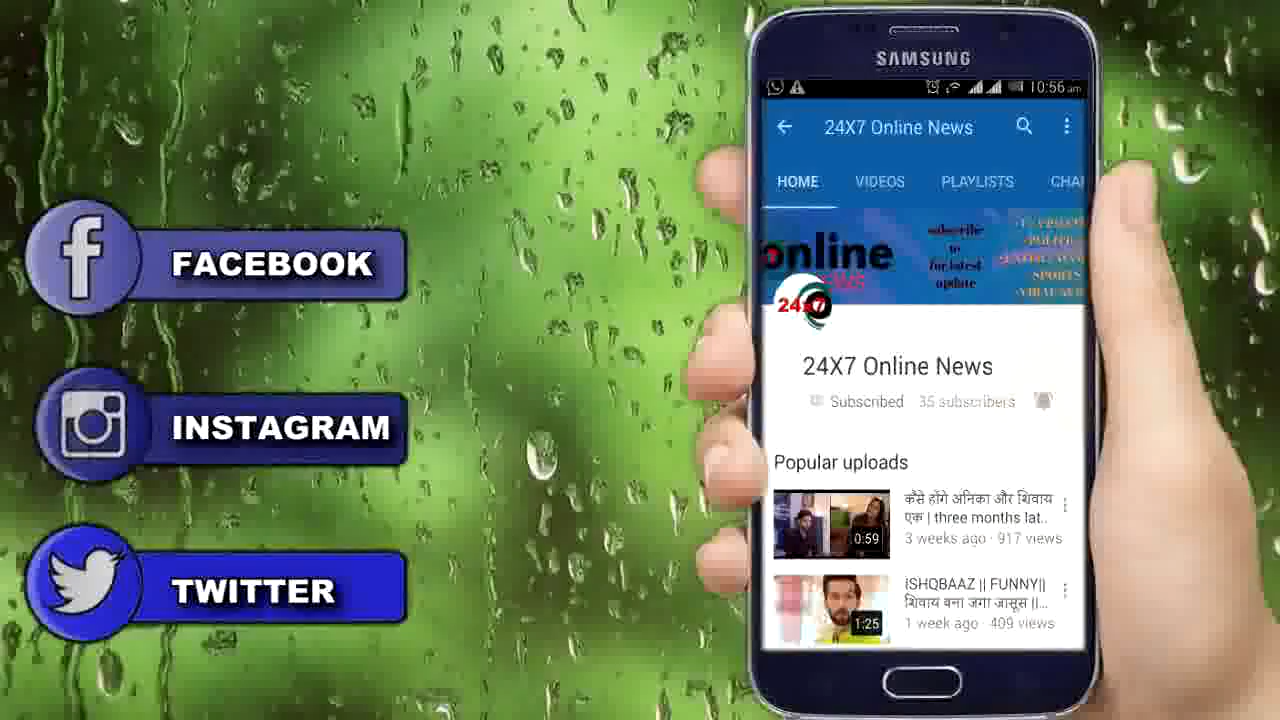 FACEBOOK
INSTAGRAM
TWITTER
SAMSUNG
10:56 am
24X7 Online News
HOME VIDEOS PLAYLISTS CHA
online
subscribe
to
for latest
update
SPORTS
24x7
24X7 Online News
Subscribed 35 subscribers
Popular uploads
0:59
कैसे होंगे अनिका और शिवाय
एक | three months lat..
3 weeks ago · 917 views
1:25
ISHQBAAZ || FUNNY||
शिवाय बना जगा जासूस ||...
1 week ago · 409 views